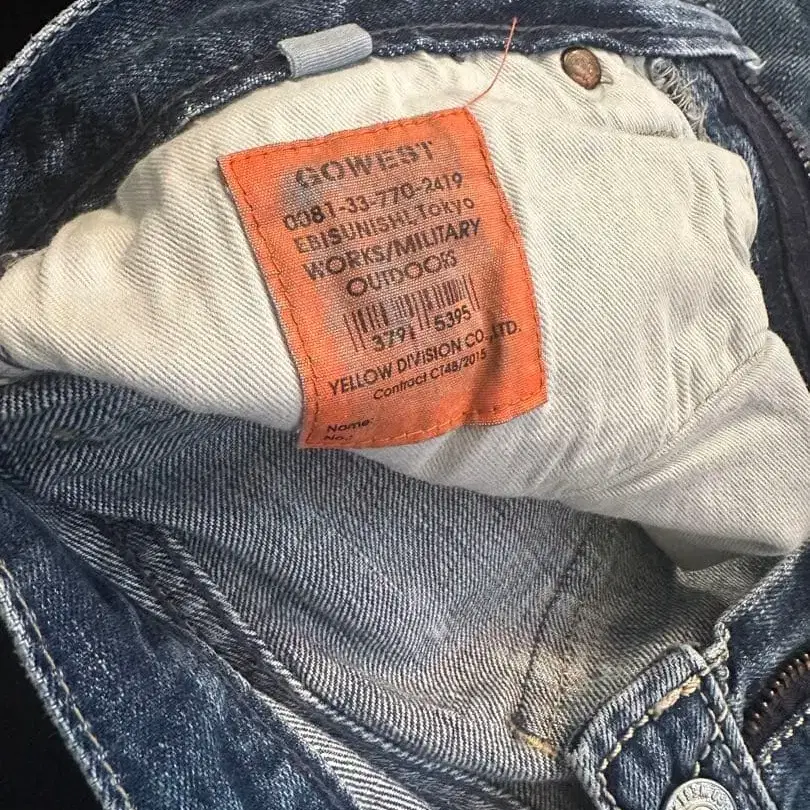 GOWEST
0081-33-770-2419
EBISUNISHI,Tokyo
WORKS/MILITARY
OUTDOORS
3791 5395
YELLOW DIVISION CO.,LTD.
Contract CT48/2015
Name:
No.: